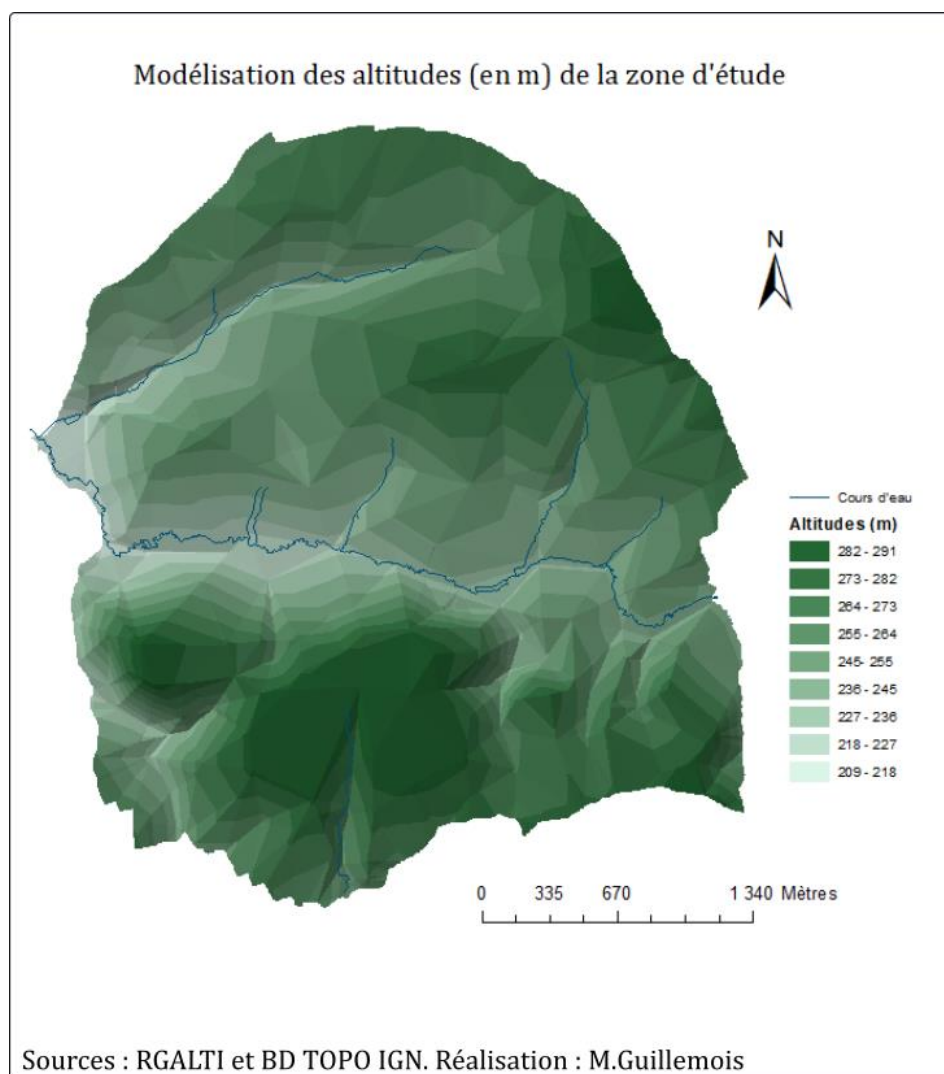 Modélisation des altitudes (en m) de la zone d'étude
N
Cours d'eau
Altitudes (m)
282 - 291
273 - 282
264 - 273
255 - 264
245- 255
236 - 245
227 - 236
218 - 227
209 - 218
0 335 670 1 340 Mètres
Sources : RGALTI et BD TOPO IGN. Réalisation : M.Guillemois